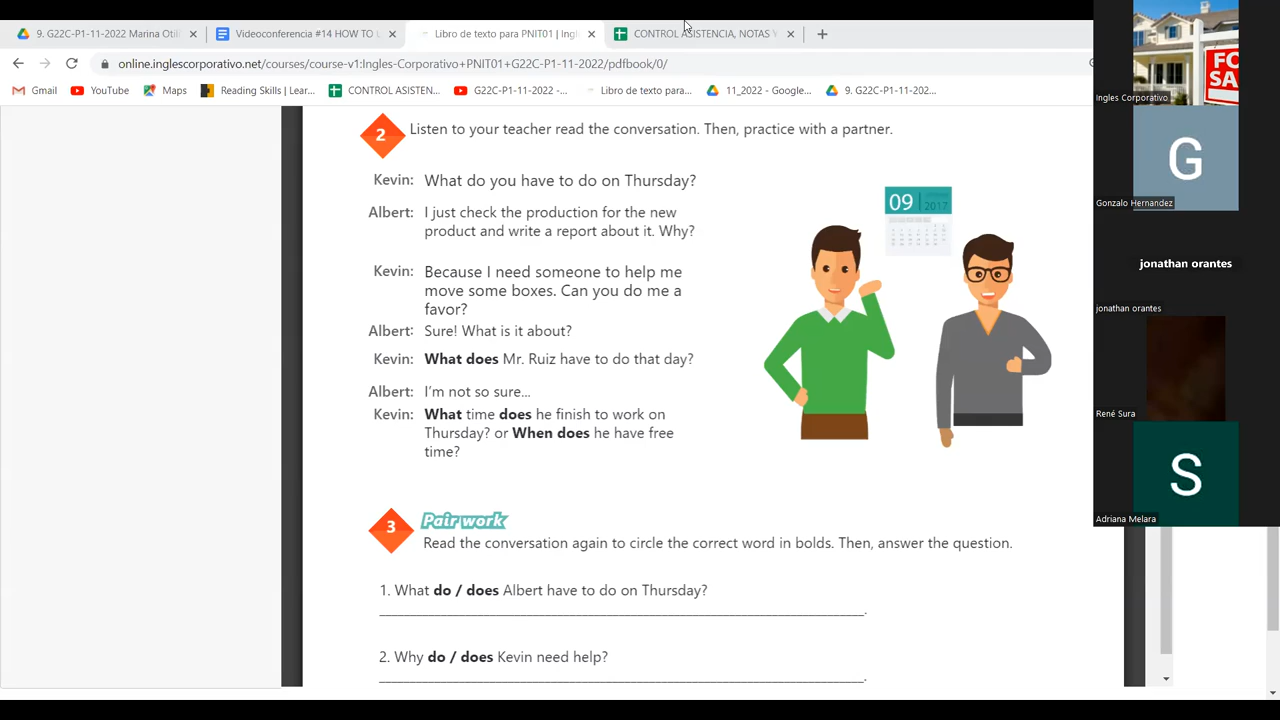 9. G22C-P1-11-2022 Marina Otili
Videoconferencia #14 HOW TO U
Libro de texto para PNIT01 | Ingl
CONTROL ASISTENCIA, NOTAS
online.inglescorporativo.net/courses/course-v1:Ingles-Corporativo+PNIT01+G22C-P1-11-2022/pdfbook/0/
Gmail
YouTube
Maps
Reading Skills | Lear...
CONTROL ASISTEN...
G22C-P1-11-2022 -...
Libro de texto para...
11_2022 - Google...
9. G22C-P1-11-202...
2
Listen to your teacher read the conversation. Then, practice with a partner.
Kevin: What do you have to do on Thursday?
Albert: I just check the production for the new
product and write a report about it. Why?
Kevin: Because I need someone to help me
move some boxes. Can you do me a
favor?
Albert: Sure! What is it about?
Kevin: What does Mr. Ruiz have to do that day?
Albert: I'm not so sure...
Kevin: What time does he finish to work on
Thursday? or When does he have free
time?
09
2017
3
Pair work
Read the conversation again to circle the correct word in bolds. Then, answer the question.
1. What do / does Albert have to do on Thursday?
2. Why do / does Kevin need help?
FO
SA
Ingles Corporativo
G
Gonzalo Hernandez
jonathan orantes
jonathan orantes
René Sura
S
Adriana Melara